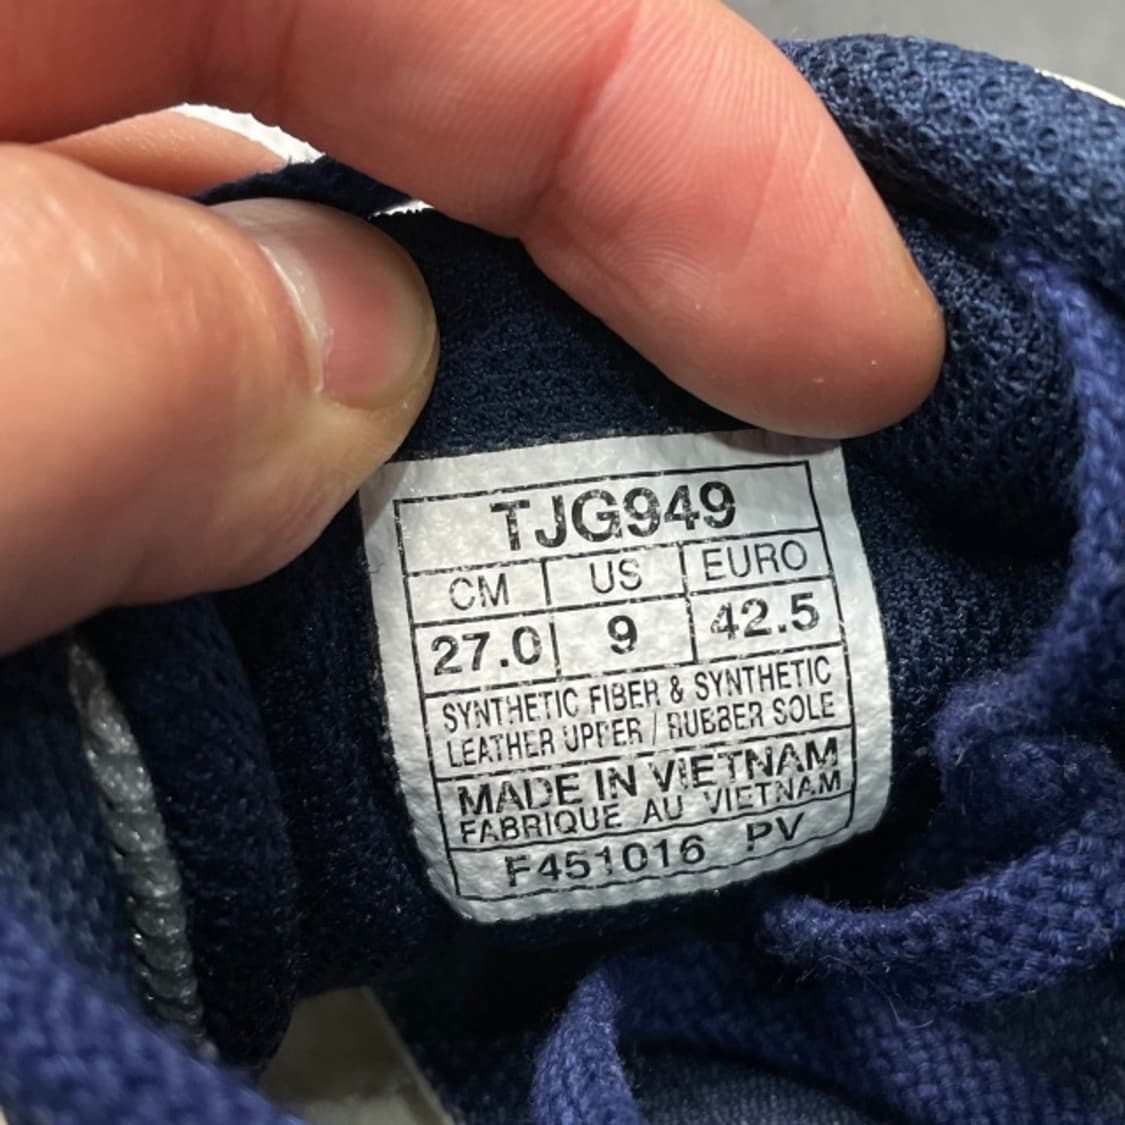 TJG949
CM US EURO
27.0 9 42.5
SYNTHETIC FIBER & SYNTHETIC
LEATHER UPPER / RUBBER SOLE
MADE IN VIETNAM
FABRIQUE AU VIETNAM
F451016 PV